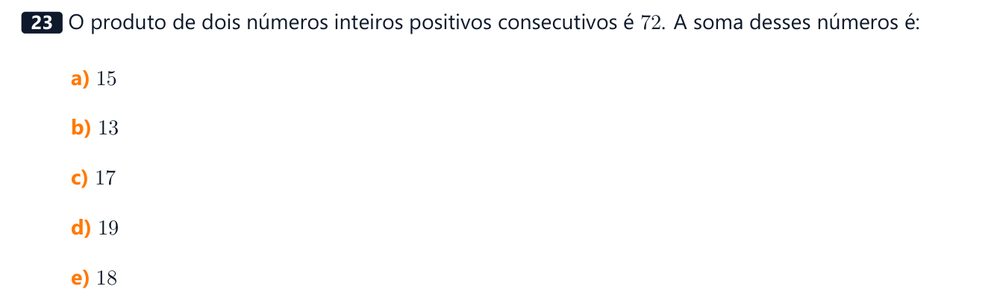 23 O produto de dois números inteiros positivos consecutivos é 72. A soma desses números é:
a) 15
b) 13
c) 17
d) 19
e) 18